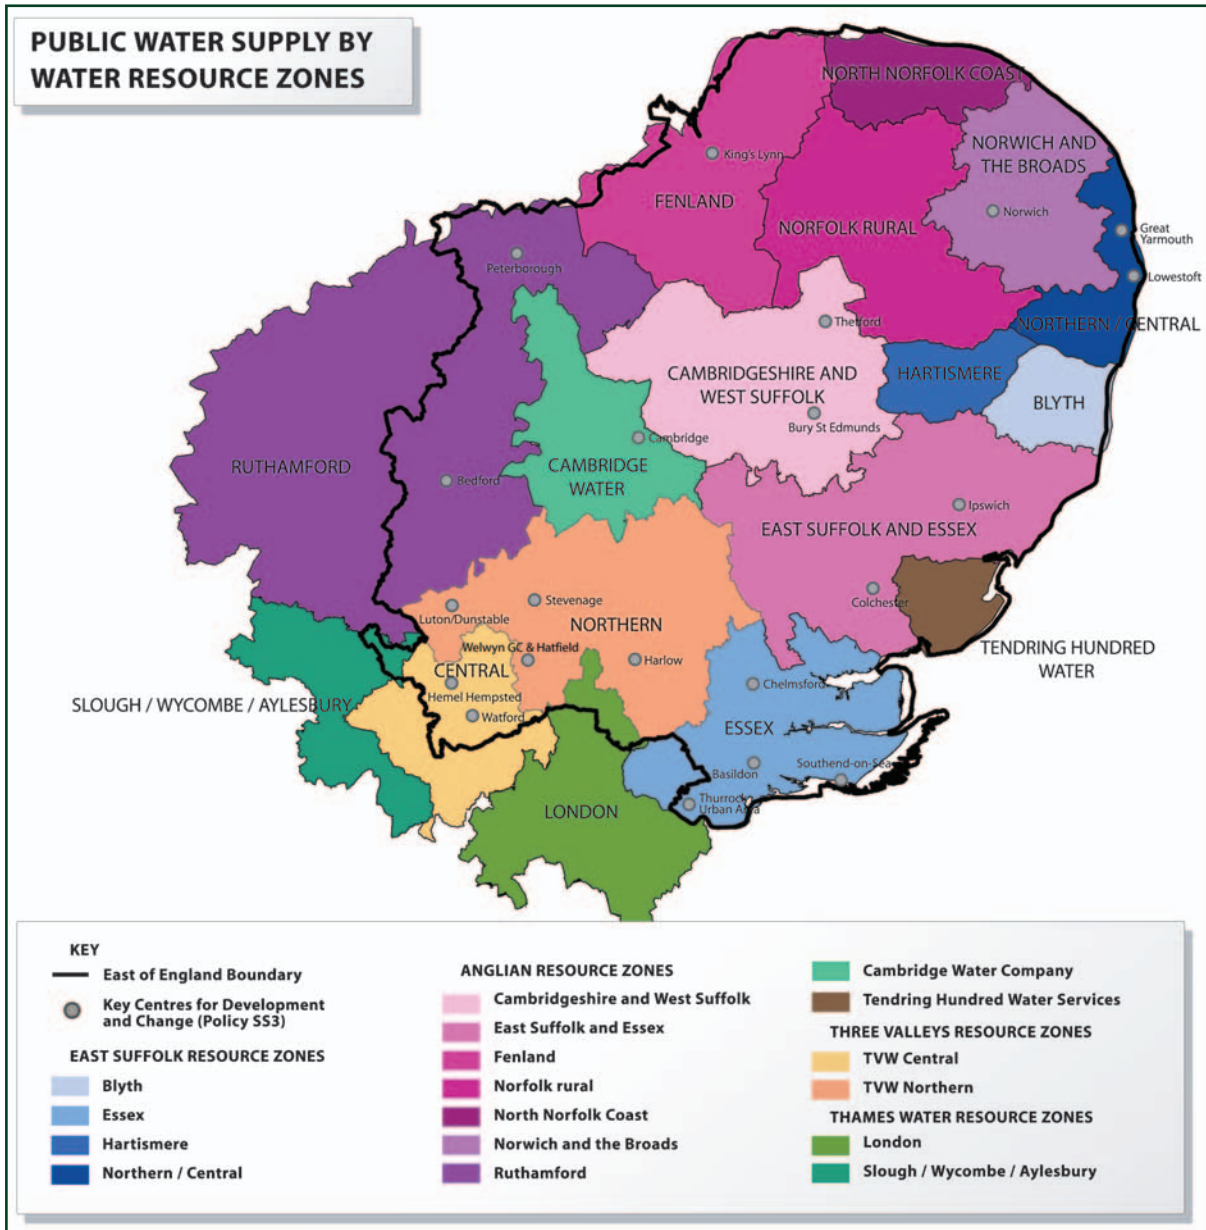 PUBLIC WATER SUPPLY BY
WATER RESOURCE ZONES
NORTH NORFOLK COAST
NORWICH AND
THE BROADS
King's Lynn
FENLAND
Norwich
NORFOLK RURAL
Great
Yarmouth
Peterborough
Lowestoft
Thetford
NORTHERN / CENTRAL
CAMBRIDGESHIRE AND
WEST SUFFOLK
HARTISMERE
BLYTH
Bury St Edmunds
Cambridge
RUTHAMFORD
CAMBRIDGE
WATER
Bedford
Ipswich
EAST SUFFOLK AND ESSEX
Colchester
Stevenage
Luton/Dunstable
NORTHERN
TENDRING HUNDRED
WATER
Welwyn GC & Hatfield
Harlow
CENTRAL
Hemel Hempsted
Chelmsford
SLOUGH / WYCOMBE / AYLESBURY
Watford
ESSEX
Southend-on-Sea
Basildon
Thurrock
Urban Area
LONDON
KEY
East of England Boundary
Key Centres for Development
and Change (Policy SS3)
EAST SUFFOLK RESOURCE ZONES
Blyth
Essex
Hartismere
Northern / Central
ANGLIAN RESOURCE ZONES
Cambridgeshire and West Suffolk
East Suffolk and Essex
Fenland
Norfolk rural
North Norfolk Coast
Norwich and the Broads
Ruthamford
Cambridge Water Company
Tendring Hundred Water Services
THREE VALLEYS RESOURCE ZONES
TVW Central
TVW Northern
THAMES WATER RESOURCE ZONES
London
Slough / Wycombe / Aylesbury